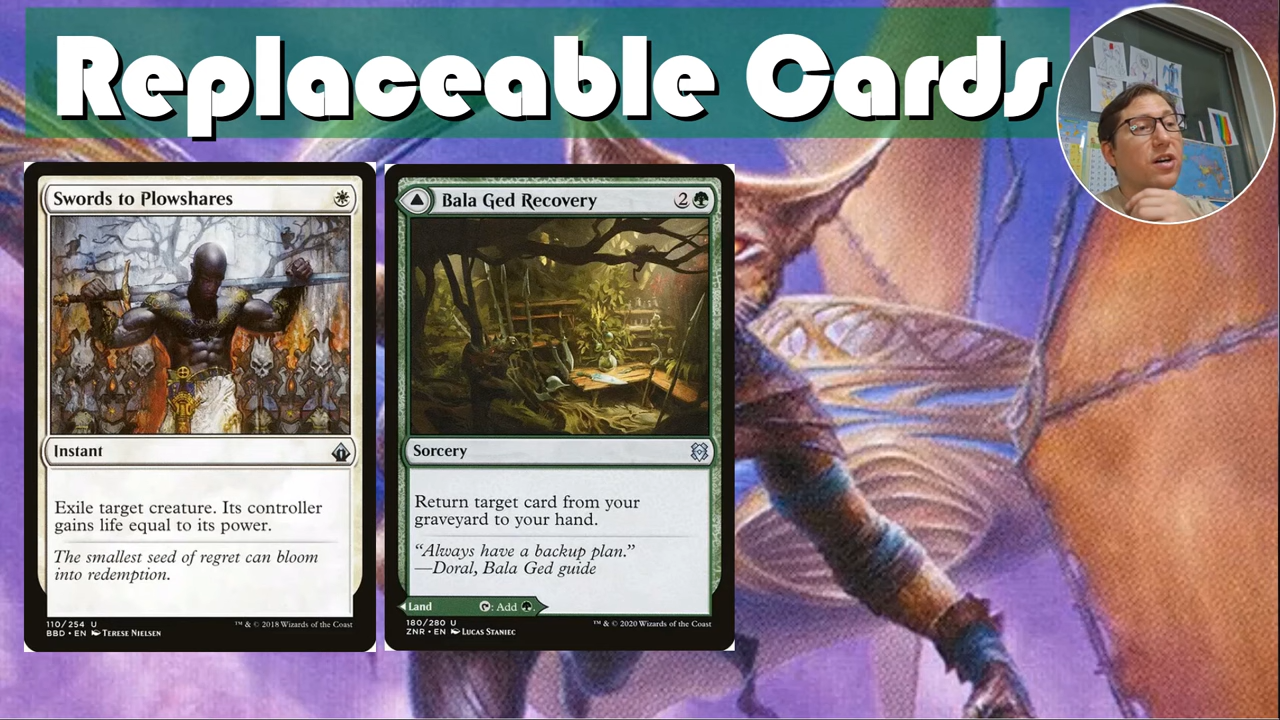 Replaceable Cards
Swords to Plowshares
Instant
Exile target creature. Its controller
gains life equal to its power.
The smallest seed of regret can bloom
into redemption.
110/254 U
BBD • EN Terese Nielsen
™ & © 2018 Wizards of the Coast
Bala Ged Recovery
2
Sorcery
Return target card from your
graveyard to your hand.
“Always have a backup plan.”
—Doral, Bala Ged guide
Land
: Add .
180/280 U
ZNR • EN Lucas Staniec
™ & © 2020 Wizards of the Coast